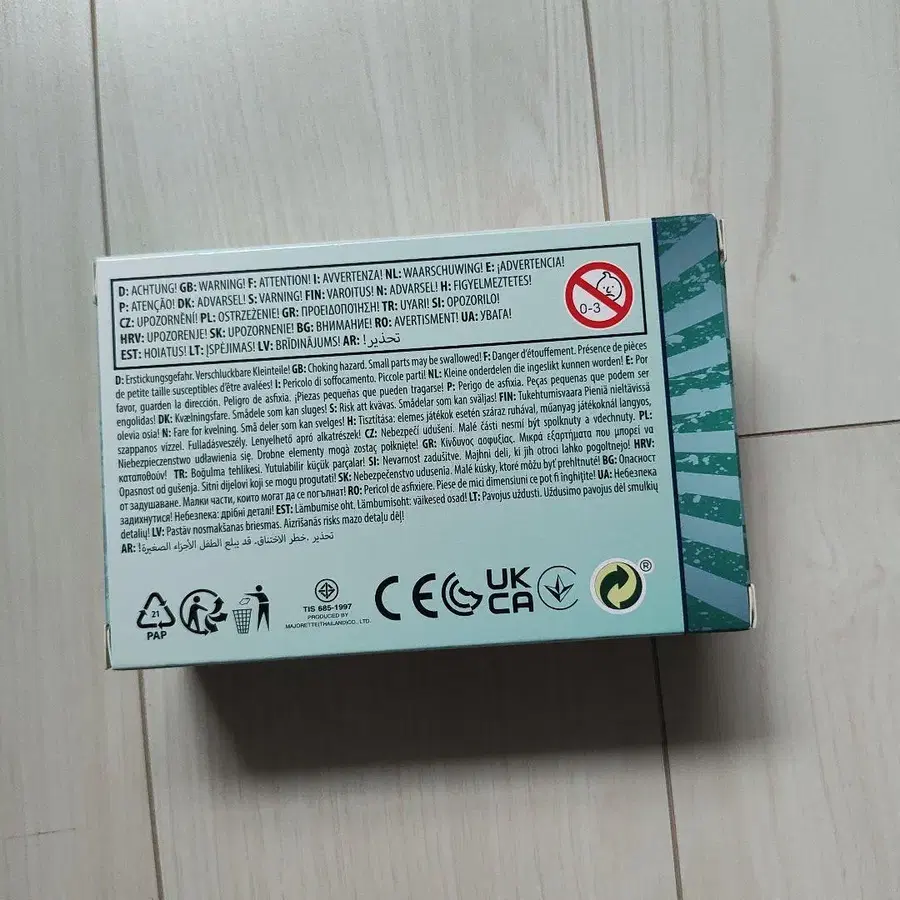 D: ACHTUNG! GB: WARNING! F: ATTENTION! I: AVVERTENZA! NL: WAARSCHUWING! E: ¡ADVERTENCIA!
P: ATENÇÃO! DK: ADVARSEL! S: VARNING! FIN: VAROITUS! N: ADVARSEL! H: FIGYELMEZTETES!
CZ: UPOZORNĚNÍ! PL: OSTRZEŻENIE! GR: ΠΡΟΕΙΔΟΠΟΙΗΣΗ! TR: UYARI! SI: OPOZORILO!
HRV: UPOZORENJE! SK: UPOZORNENIE! BG: ВНИМАНИЕ! RO: AVERTISMENT! UA: УВАГА!
EST: HOIATUS! LT: ĮSPĖJIMAS! LV: BRĪDINĀJUMS! AR: تحذير!
0-3
D: Erstickungsgefahr. Verschluckbare Kleinteile! GB: Choking hazard. Small parts may be swallowed! F: Danger d'étouffement. Présence de pièces
de petite taille susceptibles d'être avalées! I: Pericolo di soffocamento. Piccole parti! NL: Kleine onderdelen die ingeslikt kunnen worden! E: Por
favor, guarden la dirección. Peligro de asfixia. ¡Piezas pequeñas que pueden tragarse! P: Perigo de asfixia. Peças pequenas que podem ser
engolidas! DK: Kvælningsfare. Smådele som kan sluges! S: Risk att kvävas. Smådelar som kan sväljas! FIN: Tukehtumisvaara Pieniä nieltävissä
olevia osia! N: Fare for kvelning. Små deler som kan svelges! H: Tisztítása: elemes játékok esetén száraz ruhával, műanyag játékoknál langyos,
szappanos vízzel. Fulladásveszély. Lenyelhető apró alkatrészek! CZ: Nebezpečí udušení. Malé části nesmí být spolknuty a vdechnuty. PL:
Niebezpieczenstwo udławienia się. Drobne elementy mogą zostac połknięte! GR: Κίνδυνος ασφυξίας. Μικρά εξαρτήματα που μπορεί να
καταποθούν! TR: Boğulma tehlikesi. Yutulabilir küçük parçalar! SI: Nevarnost zadušitve. Majhni deli, ki jih otroci lahko pogoltnejo! HRV:
Opasnost od gušenja. Sitni dijelovi koji se mogu progutati! SK: Nebezpečenstvo udusenia. Malé kúsky, ktoré môžu byť prehltnuté! BG: Опасност
от задушаване. Малки части, които могат да се погълнат! RO: Pericol de asfixiere. Piese de mici dimensiuni ce pot fi înghiţite! UA: Небезпека
задихнутися! Небезпека: дрібні деталі! EST: Lämbumise oht. Lämbumisoht: väikesed osad! LT: Pavojus uždusti. Uždusimo pavojus dėl smulkių
detalių! LV: Pastāv nosmakšanas briesmas. Aizrīšanās risks mazo detaļu dēļ!
AR: تحذير .خطر الاختناق. قد يبلع الطفل الأجزاء الصغيرة!
21
PAP
TIS 685-1997
PRODUCED BY
MAJORETTE(THAILAND)CO., LTD.
CE
UK
CA
®